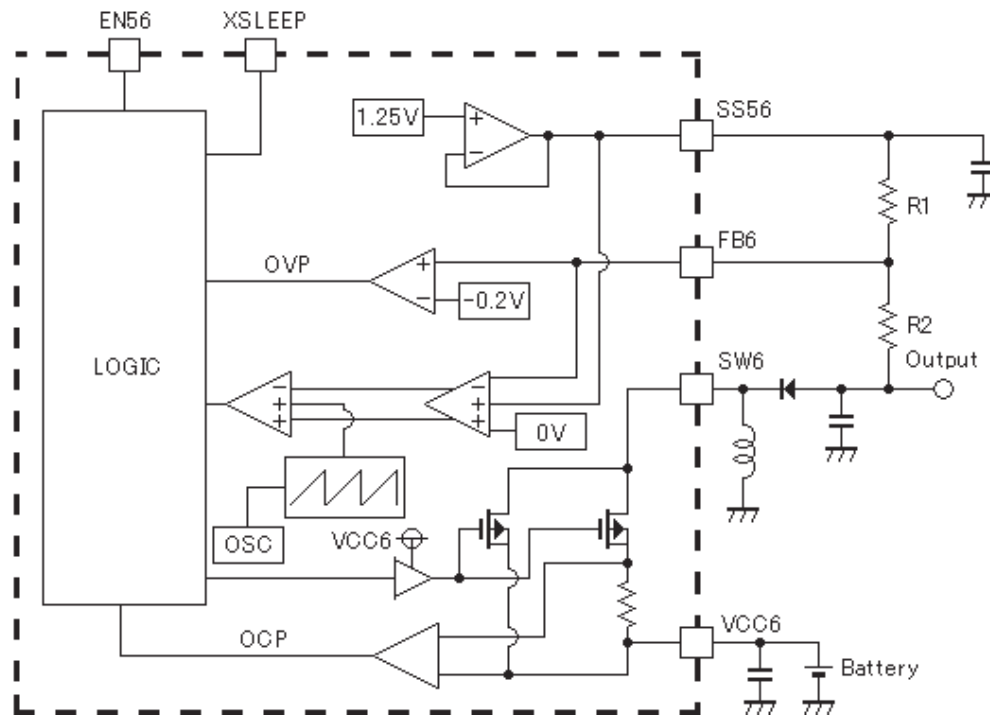 EN56 XSLEEP
SS56
1.25V
+
−
R1
FB6
OVP
+
−
-0.2V
R2
LOGIC
SW6
Output
−
+
+
−
+
+
0V
OSC
VCC6
OCP
VCC6
Battery